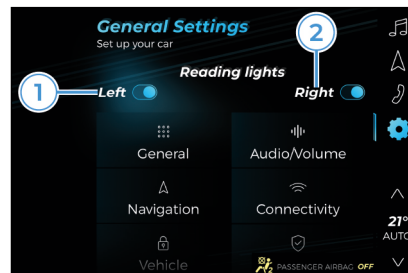 General Settings
Set up your car
2
Reading lights
1
Left
Right
General
Audio/Volume
Navigation
Connectivity
21°
AUTO
Vehicle
PASSENGER AIRBAG OFF